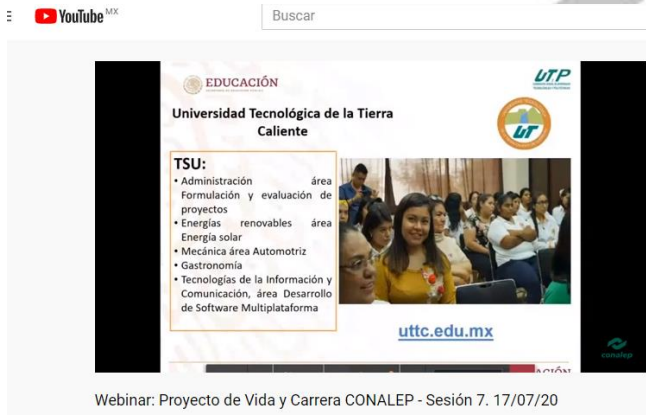 YouTube MX
Buscar
EDUCACIÓN
UTP
Universidad Tecnológica de la Tierra
Caliente
UT
TSU:
• Administración área
Formulación y evaluación de
proyectos
• Energías renovables área
Energía solar
• Mecánica área Automotriz
• Gastronomía
• Tecnologías de la Información y
Comunicación, área Desarrollo
de Software Multiplataforma
uttc.edu.mx
conalep
Webinar: Proyecto de Vida y Carrera CONALEP - Sesión 7. 17/07/20